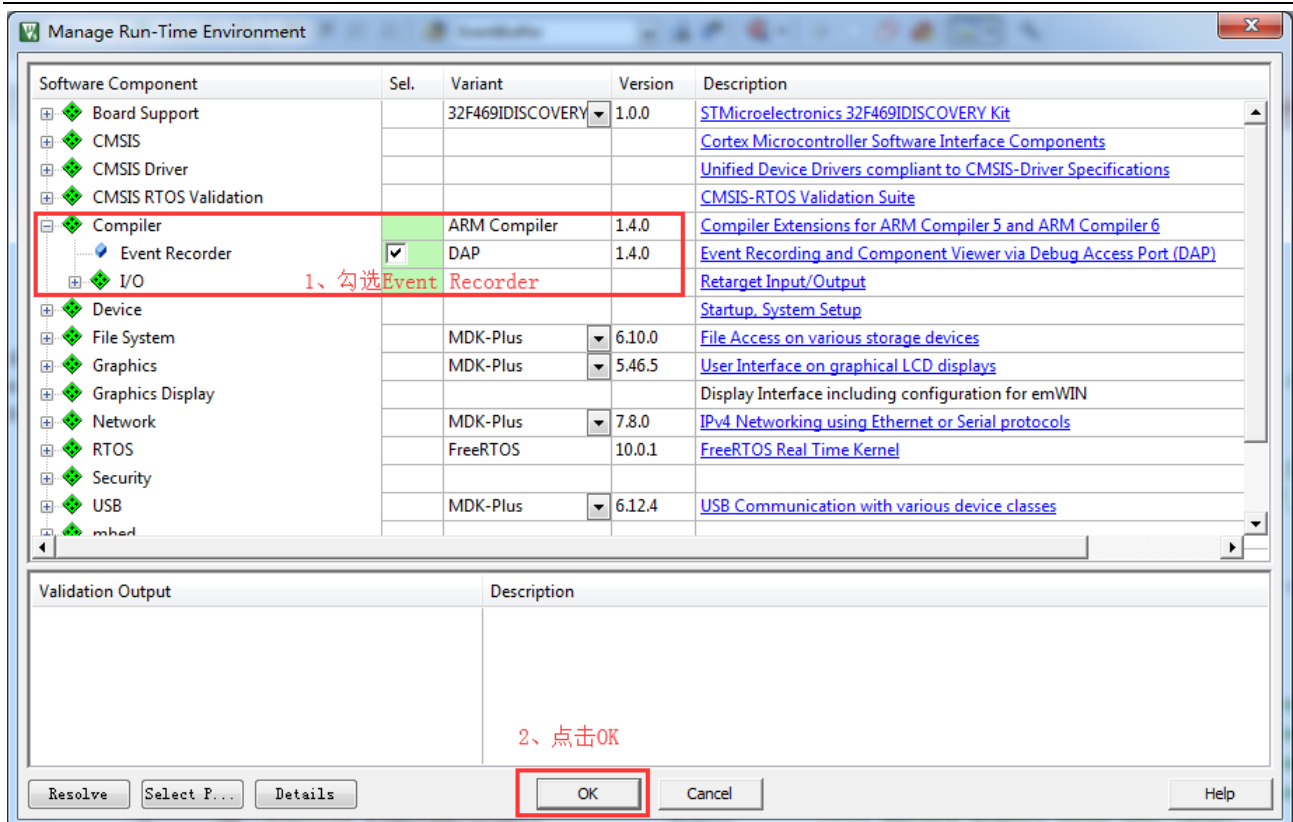 Manage Run-Time Environment
Software Component Sel. Variant Version Description
Board Support 32F469IDISCOVERY 1.0.0 STMicroelectronics 32F469IDISCOVERY Kit
CMSIS Cortex Microcontroller Software Interface Components
CMSIS Driver Unified Device Drivers compliant to CMSIS-Driver Specifications
CMSIS RTOS Validation CMSIS-RTOS Validation Suite
Compiler ARM Compiler 1.4.0 Compiler Extensions for ARM Compiler 5 and ARM Compiler 6
Event Recorder DAP 1.4.0 Event Recording and Component Viewer via Debug Access Port (DAP)
I/O 1、勾选Event Recorder Retarget Input/Output
Device Startup, System Setup
File System MDK-Plus 6.10.0 File Access on various storage devices
Graphics MDK-Plus 5.46.5 User Interface on graphical LCD displays
Graphics Display Display Interface including configuration for emWIN
Network MDK-Plus 7.8.0 IPv4 Networking using Ethernet or Serial protocols
RTOS FreeRTOS 10.0.1 FreeRTOS Real Time Kernel
Security
USB MDK-Plus 6.12.4 USB Communication with various device classes
mbed
Validation Output Description
2、点击OK
Resolve Select P... Details OK Cancel Help